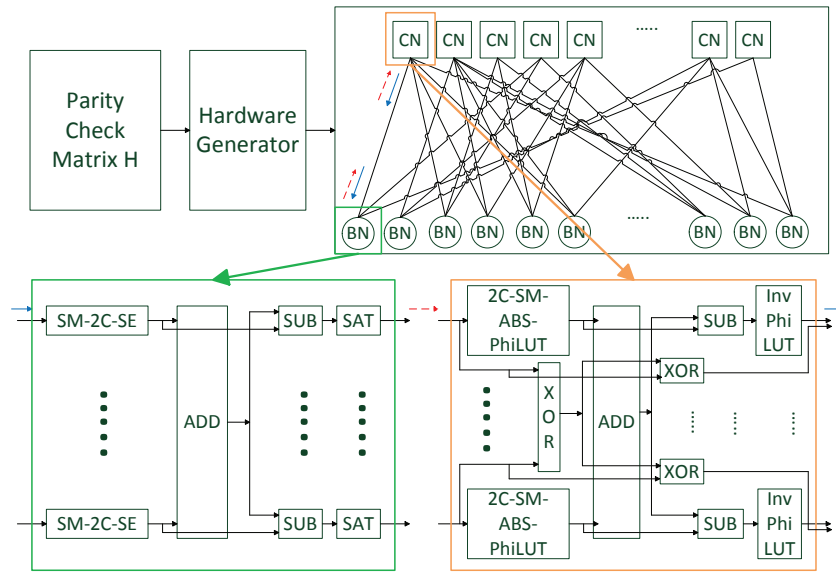 Parity
Check
Matrix H
Hardware
Generator
CN CN CN CN CN ..... CN CN
BN BN BN BN BN BN ..... BN BN BN
SM-2C-SE
ADD
SUB
SAT
SM-2C-SE
SUB
SAT
2C-SM-
ABS-
PhiLUT
X
O
R
ADD
SUB
Inv
Phi
LUT
XOR
XOR
2C-SM-
ABS-
PhiLUT
SUB
Inv
Phi
LUT